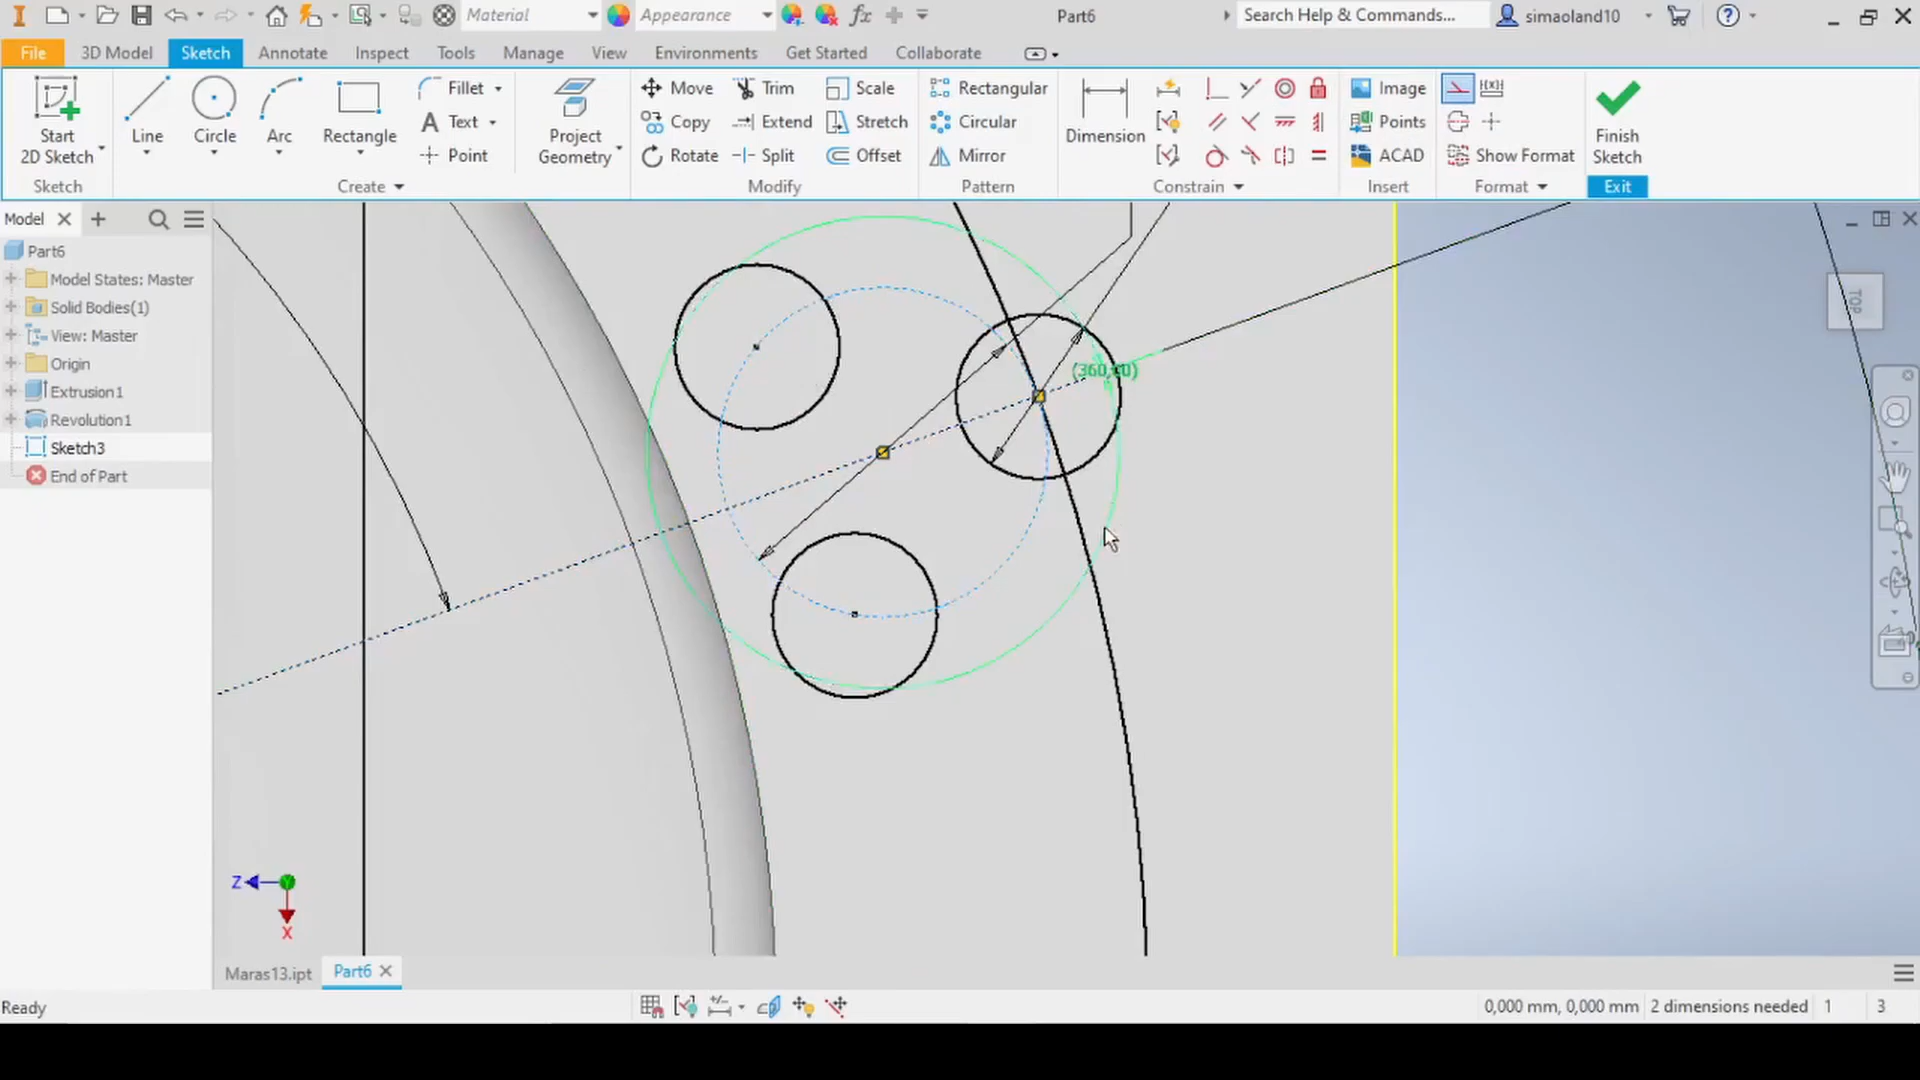 Material
Appearance
fx
Part6
Search Help & Commands...
simaoland10
File
3D Model
Sketch
Annotate
Inspect
Tools
Manage
View
Environments
Get Started
Collaborate
Start
2D Sketch
Line
Circle
Arc
Rectangle
Fillet
Text
Point
Project
Geometry
Move
Copy
Rotate
Trim
Extend
Split
Scale
Stretch
Offset
Rectangular
Circular
Mirror
Dimension
Image
Points
ACAD
Show Format
Finish
Sketch
Sketch
Create
Modify
Pattern
Constrain
Insert
Format
Exit
Model
Part6
Model States: Master
Solid Bodies(1)
View: Master
Origin
Extrusion1
Revolution1
Sketch3
End of Part
(360,00)
TOP
Z
Y
X
Maras13.ipt
Part6
Ready
0,000 mm, 0,000 mm
2 dimensions needed
1
3